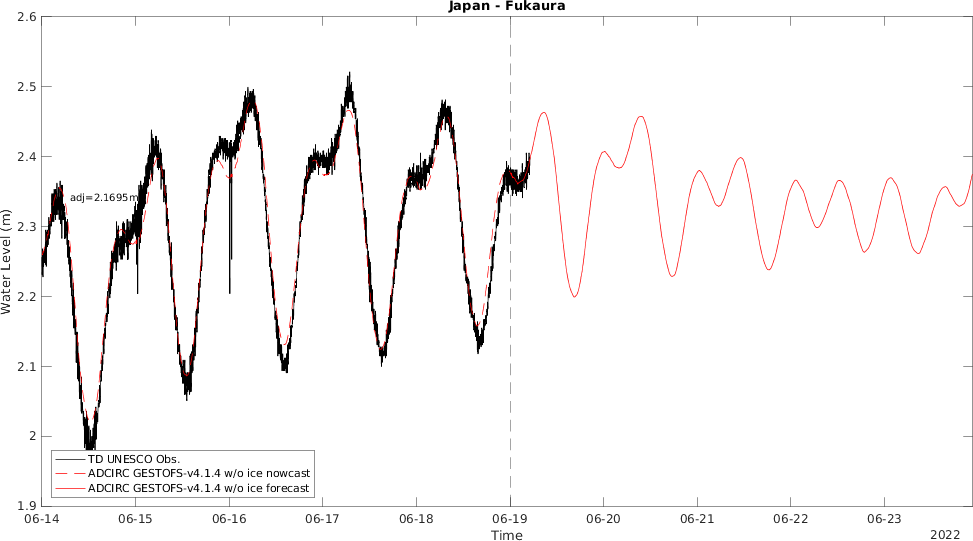 Japan - Fukaura
2.6
2.5
2.4
2.3
2.2
2.1
2
1.9
Water Level (m)
adj=2.1695m
TD UNESCO Obs.
ADCIRC GESTOFS-v4.1.4 w/o ice nowcast
ADCIRC GESTOFS-v4.1.4 w/o ice forecast
06-14 06-15 06-16 06-17 06-18 06-19 06-20 06-21 06-22 06-23
Time
2022